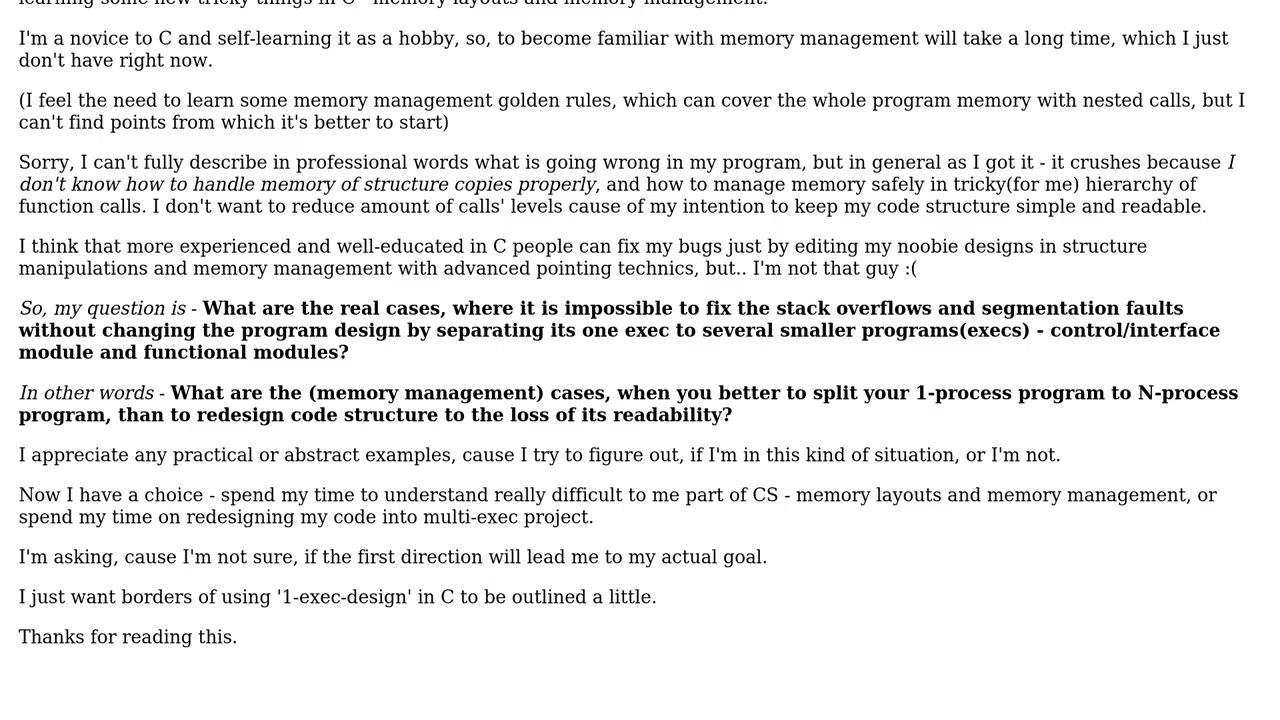 learning some new tricky things in C - memory layouts and memory management.
I'm a novice to C and self-learning it as a hobby, so, to become familiar with memory management will take a long time, which I just
don't have right now.
(I feel the need to learn some memory management golden rules, which can cover the whole program memory with nested calls, but I
can't find points from which it's better to start)
Sorry, I can't fully describe in professional words what is going wrong in my program, but in general as I got it - it crushes because I
don't know how to handle memory of structure copies properly, and how to manage memory safely in tricky(for me) hierarchy of
function calls. I don't want to reduce amount of calls' levels cause of my intention to keep my code structure simple and readable.
I think that more experienced and well-educated in C people can fix my bugs just by editing my noobie designs in structure
manipulations and memory management with advanced pointing technics, but.. I'm not that guy :(
So, my question is - What are the real cases, where it is impossible to fix the stack overflows and segmentation faults
without changing the program design by separating its one exec to several smaller programs(execs) - control/interface
module and functional modules?
In other words - What are the (memory management) cases, when you better to split your 1-process program to N-process
program, than to redesign code structure to the loss of its readability?
I appreciate any practical or abstract examples, cause I try to figure out, if I'm in this kind of situation, or I'm not.
Now I have a choice - spend my time to understand really difficult to me part of CS - memory layouts and memory management, or
spend my time on redesigning my code into multi-exec project.
I'm asking, cause I'm not sure, if the first direction will lead me to my actual goal.
I just want borders of using '1-exec-design' in C to be outlined a little.
Thanks for reading this.